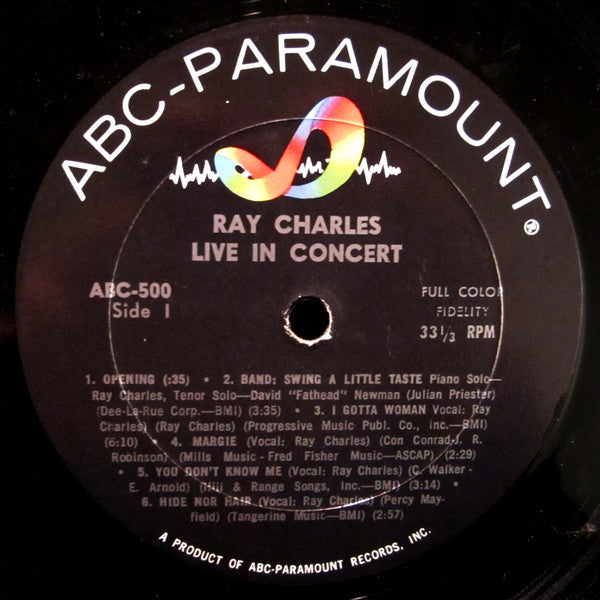 ABC-PARAMOUNT®
RAY CHARLES
LIVE IN CONCERT
ABC-500
Side 1
FULL COLOR
FIDELITY
33 1/3 RPM
1. OPENING (:35) • 2. BAND: SWING A LITTLE TASTE Piano Solo—
Ray Charles, Tenor Solo—David "Fathead" Newman (Julian Priester)
(Dee-La-Rue Corp.—BMI) (3:35) • 3. I GOTTA WOMAN Vocal: Ray
Charles) (Ray Charles) (Progressive Music Publ. Co., Inc.—BMI)
(6:10) • 4. MARGIE (Vocal: Ray Charles) (Con Conrad-J. R.
Robinson) (Mills Music - Fred Fisher Music—ASCAP) (2:29)
• 5. YOU DON'T KNOW ME (Vocal: Ray Charles) (C. Walker -
E. Arnold) (Hill & Range Songs, Inc.—BMI) (3:14) •
6. HIDE NOR HAIR (Vocal: Ray Charles) (Percy May-
field) (Tangerine Music—BMI) (2:57)
A PRODUCT OF ABC-PARAMOUNT RECORDS, INC.